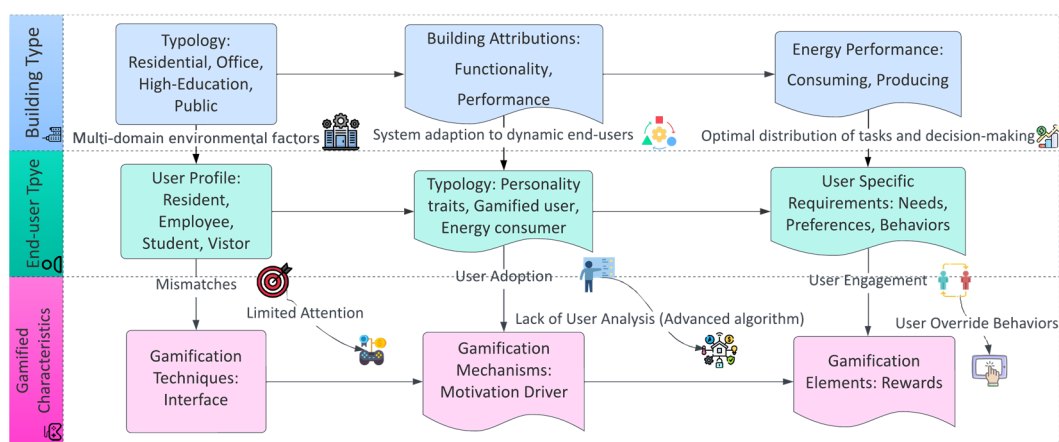 Building Type
Typology:
Residential, Office,
High-Education,
Public
Building Attributions:
Functionality,
Performance
Energy Performance:
Consuming, Producing
Multi-domain environmental factors
System adaption to dynamic end-users
Optimal distribution of tasks and decision-making
End-user Tpye
User Profile:
Resident,
Employee,
Student, Vistor
Typology: Personality
traits, Gamified user,
Energy consumer
User Specific
Requirements: Needs,
Preferences, Behaviors
Mismatches
Limited Attention
User Adoption
Lack of User Analysis (Advanced algorithm)
User Engagement
User Override Behaviors
Gamified
Characteristics
Gamification
Techniques:
Interface
Gamification
Mechanisms:
Motivation Driver
Gamification
Elements: Rewards